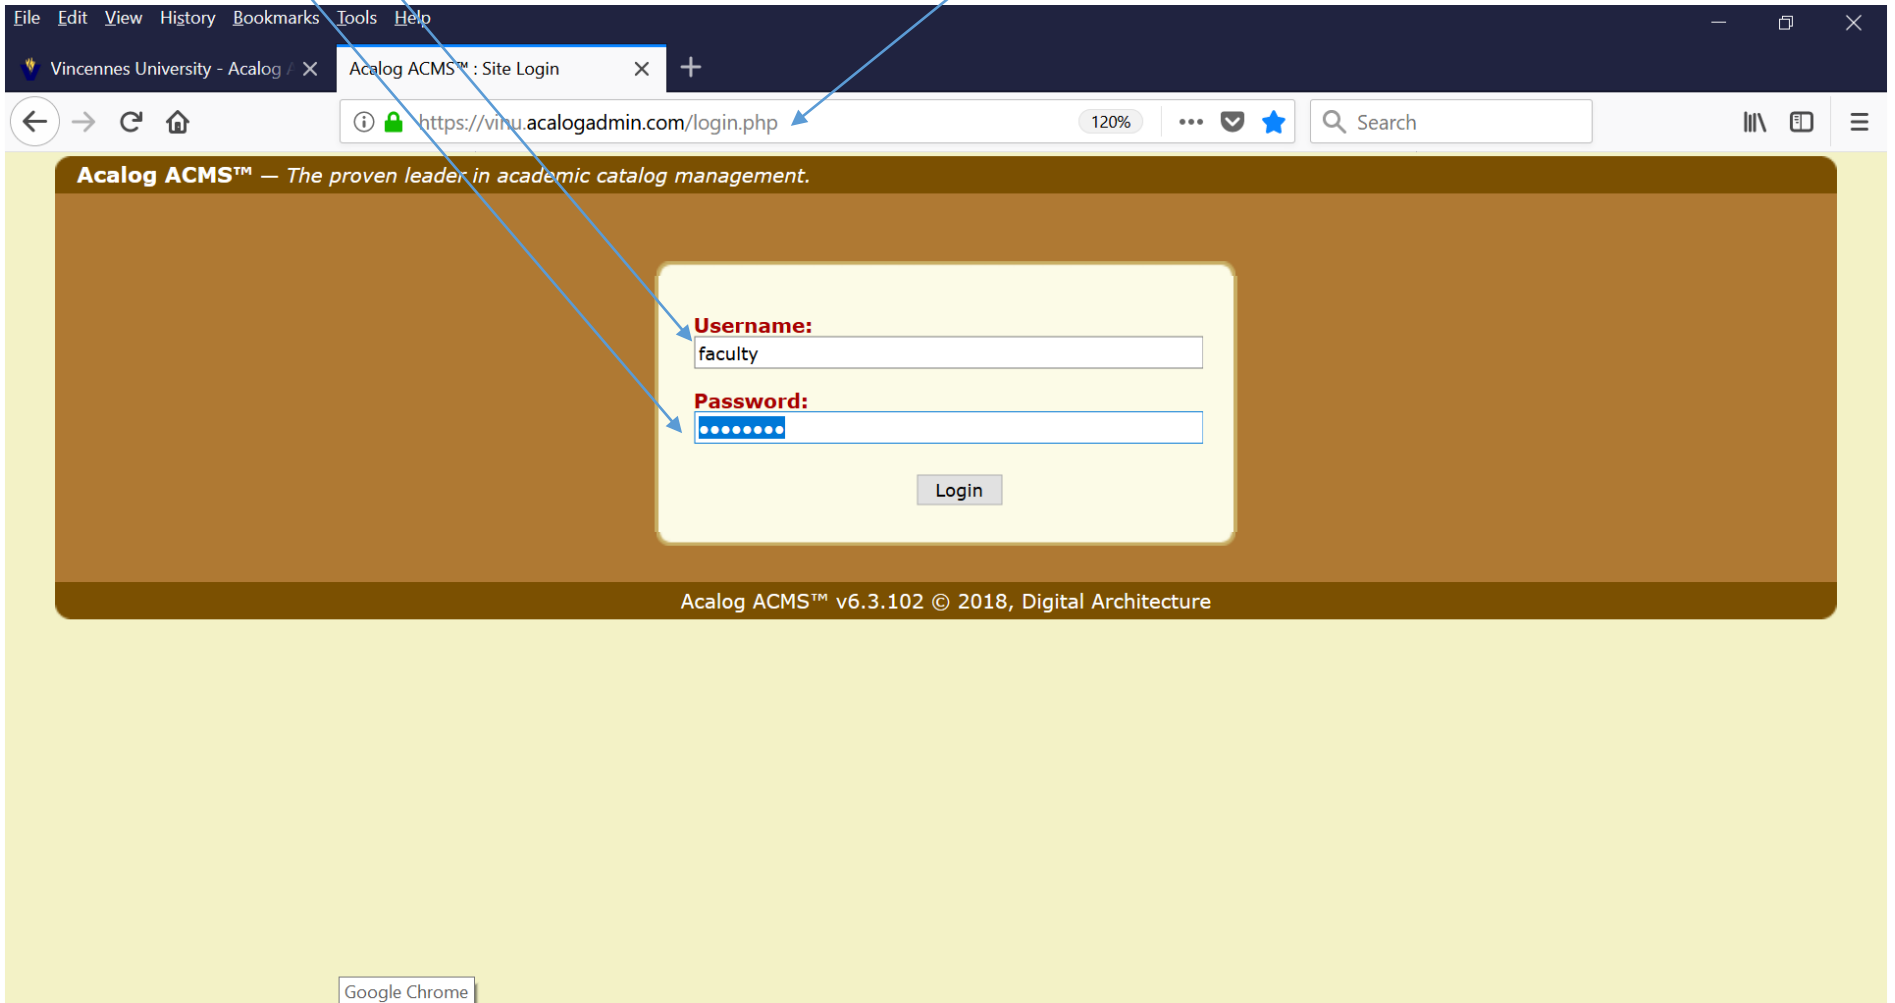 File Edit View History Bookmarks Tools Help
Vincennes University - Acalog A
Acalog ACMS™ : Site Login
https://vinu.acalogadmin.com/login.php
120%
Search
Acalog ACMS™ — The proven leader in academic catalog management.
Username:
faculty
Password:
••••••••
Login
Acalog ACMS™ v6.3.102 © 2018, Digital Architecture
Google Chrome